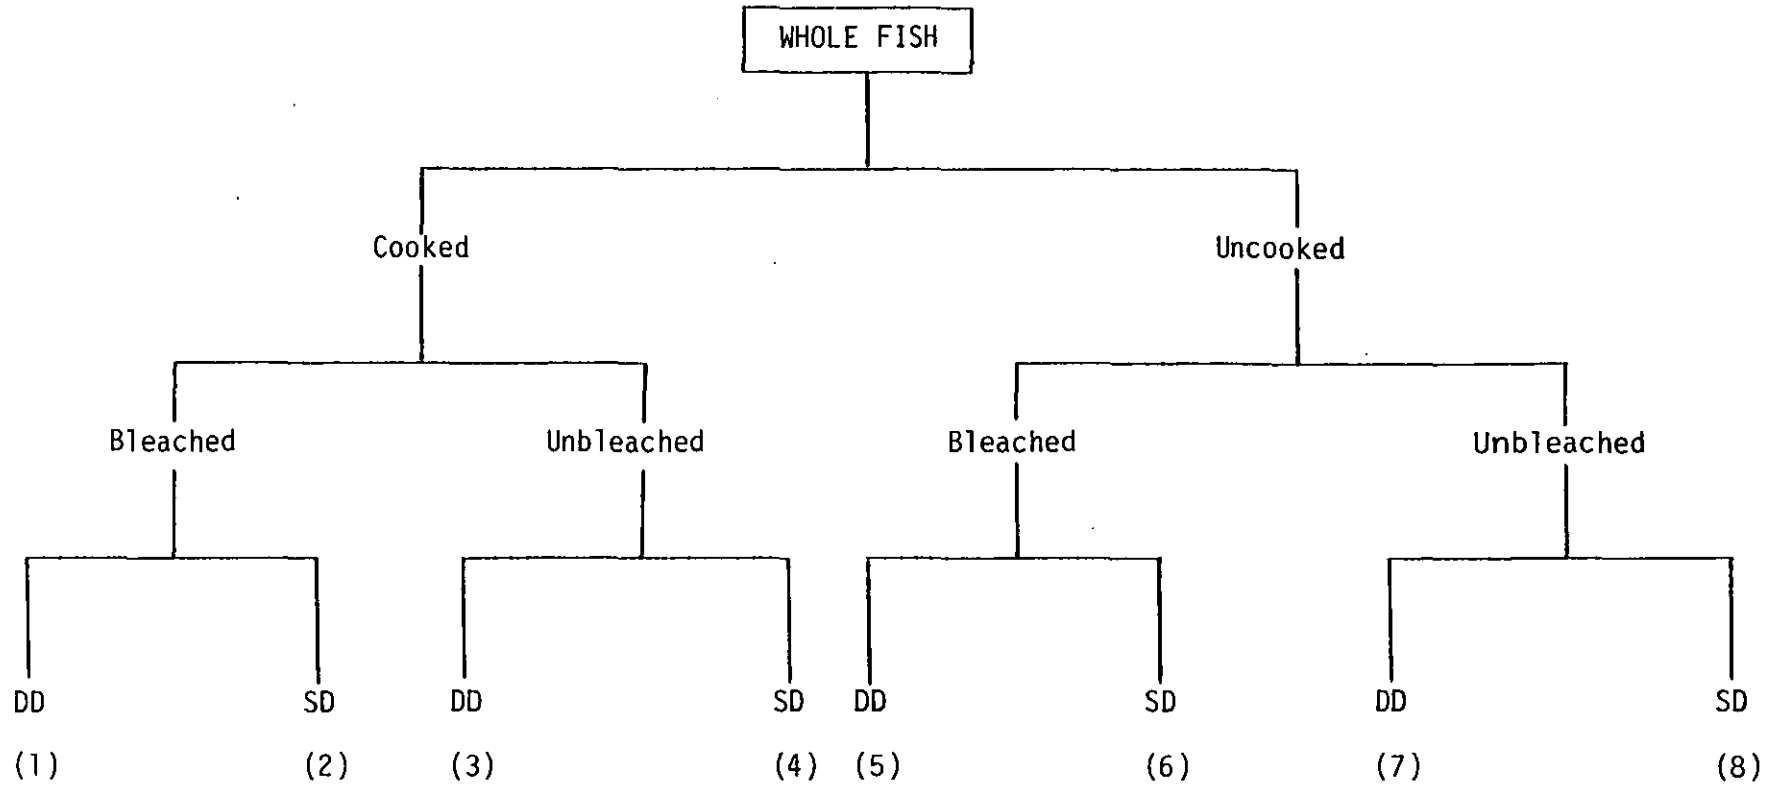 WHOLE FISH
Cooked Uncooked
Bleached Unbleached Bleached Unbleached
DD SD DD SD DD SD DD SD
(1) (2) (3) (4) (5) (6) (7) (8)